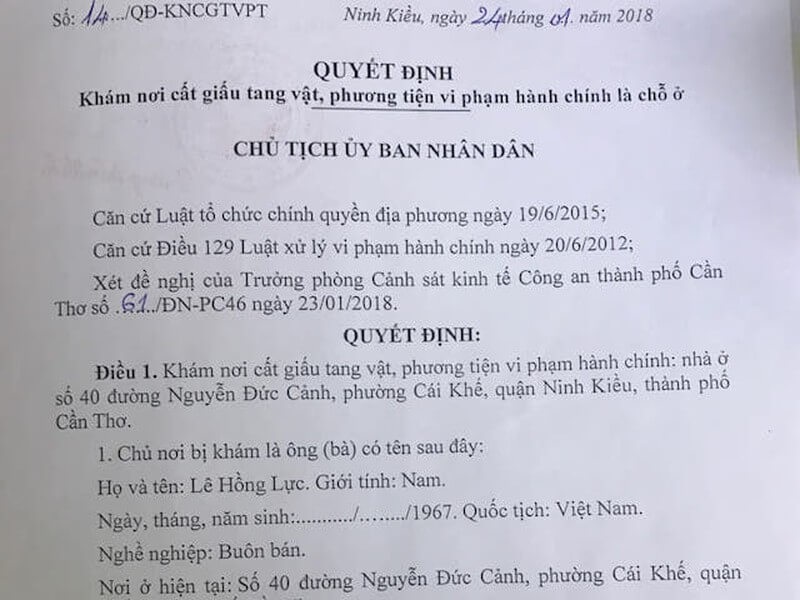 Số: 14.../QĐ-KNCGTVPT
Ninh Kiều, ngày 24 tháng 01. năm 2018
QUYẾT ĐỊNH
Khám nơi cất giấu tang vật, phương tiện vi phạm hành chính là chỗ ở
CHỦ TỊCH ỦY BAN NHÂN DÂN
Căn cứ Luật tổ chức chính quyền địa phương ngày 19/6/2015;
Căn cứ Điều 129 Luật xử lý vi phạm hành chính ngày 20/6/2012;
Xét đề nghị của Trưởng phòng Cảnh sát kinh tế Công an thành phố Cần
Thơ số .61../ĐN-PC46 ngày 23/01/2018.
QUYẾT ĐỊNH:
Điều 1. Khám nơi cất giấu tang vật, phương tiện vi phạm hành chính: nhà ở
số 40 đường Nguyễn Đức Cảnh, phường Cái Khế, quận Ninh Kiều, thành phố
Cần Thơ.
1. Chủ nơi bị khám là ông (bà) có tên sau đây:
Họ và tên: Lê Hồng Lực. Giới tính: Nam.
Ngày, tháng, năm sinh:.........../......../1967. Quốc tịch: Việt Nam.
Nghề nghiệp: Buôn bán.
Nơi ở hiện tại: Số 40 đường Nguyễn Đức Cảnh, phường Cái Khế, quận